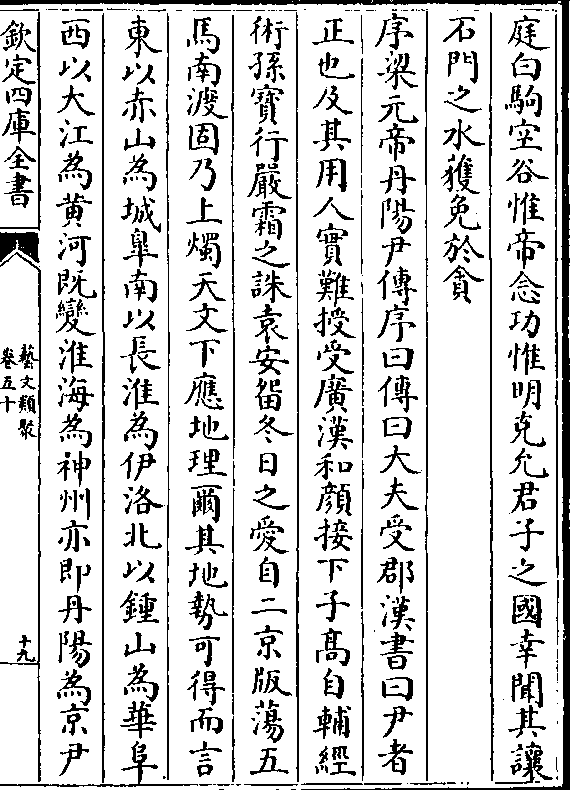 庭白駒空谷惟帝念功惟明克允君子之國幸聞其讓
石門之水獲免於貪
序梁元帝丹陽尹傳序曰傳曰大夫受郡漢書曰尹者
正也及其用人實難授受廣漢和顔接下子髙自輔經
術孫寳行嚴霜之誅袁安畱冬日之愛自二京版蕩五
馬南渡固乃上燭天文下應地理爾其地勢可得而言
東以赤山為城臯南以長淮為伊洛北以鍾山為華阜
西以大江為黄河既變淮海為神州亦即丹陽為京尹
欽定四庫全書
藝文類聚
卷五十
十九